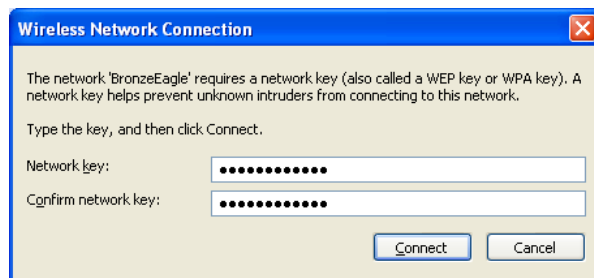 Wireless Network Connection
The network 'BronzeEagle' requires a network key (also called a WEP key or WPA key). A
network key helps prevent unknown intruders from connecting to this network.
Type the key, and then click Connect.
Network key: ●●●●●●●●●●●●
Confirm network key: ●●●●●●●●●●●●
Connect Cancel